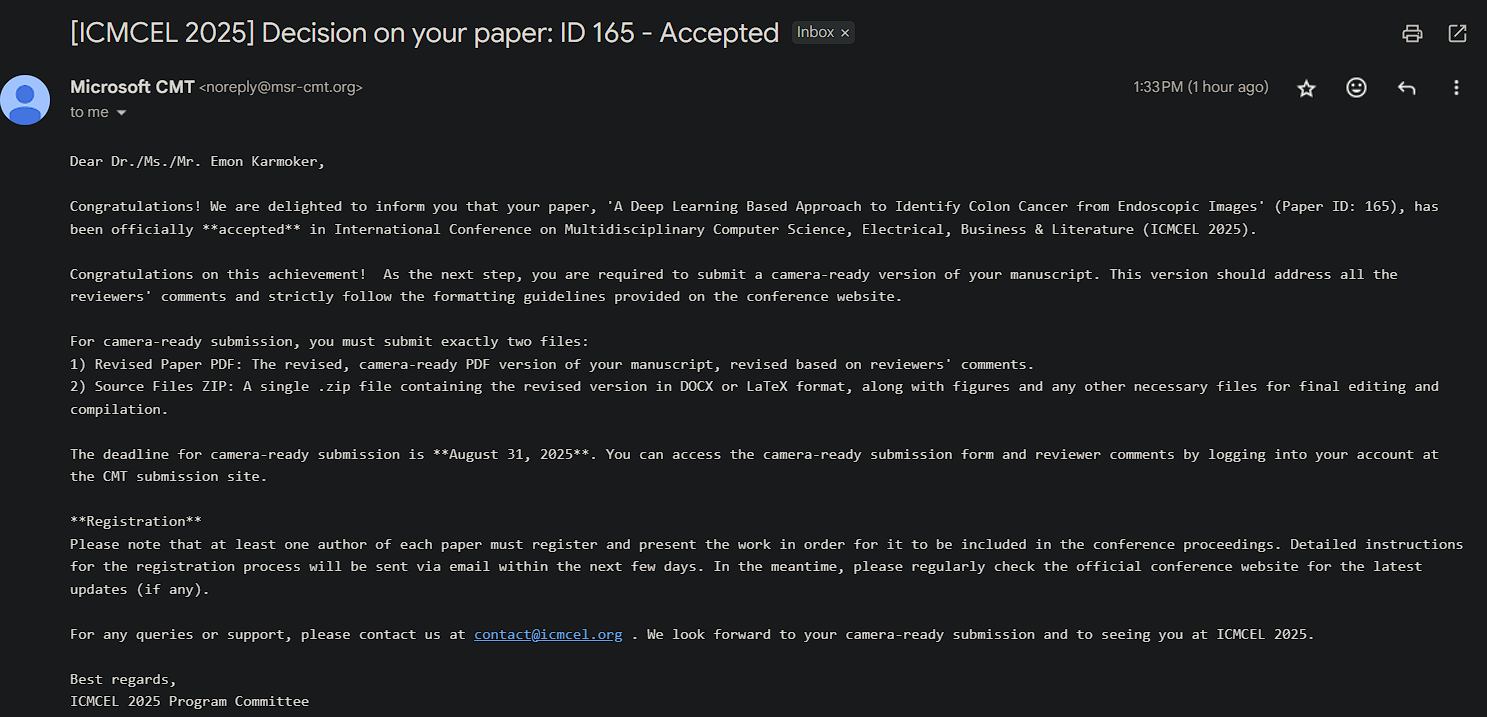 [ICMCEL 2025] Decision on your paper: ID 165 - Accepted Inbox ×
Microsoft CMT <noreply@msr-cmt.org> 1:33 PM (1 hour ago)
to me
Dear Dr./Ms./Mr. Emon Karmoker,
Congratulations! We are delighted to inform you that your paper, 'A Deep Learning Based Approach to Identify Colon Cancer from Endoscopic Images' (Paper ID: 165), has
been officially **accepted** in International Conference on Multidisciplinary Computer Science, Electrical, Business & Literature (ICMCEL 2025).
Congratulations on this achievement!  As the next step, you are required to submit a camera-ready version of your manuscript. This version should address all the
reviewers' comments and strictly follow the formatting guidelines provided on the conference website.
For camera-ready submission, you must submit exactly two files:
1) Revised Paper PDF: The revised, camera-ready PDF version of your manuscript, revised based on reviewers' comments.
2) Source Files ZIP: A single .zip file containing the revised version in DOCX or LaTeX format, along with figures and any other necessary files for final editing and
compilation.
The deadline for camera-ready submission is **August 31, 2025**. You can access the camera-ready submission form and reviewer comments by logging into your account at
the CMT submission site.
**Registration**
Please note that at least one author of each paper must register and present the work in order for it to be included in the conference proceedings. Detailed instructions
for the registration process will be sent via email within the next few days. In the meantime, please regularly check the official conference website for the latest
updates (if any).
For any queries or support, please contact us at contact@icmcel.org . We look forward to your camera-ready submission and to seeing you at ICMCEL 2025.
Best regards,
ICMCEL 2025 Program Committee